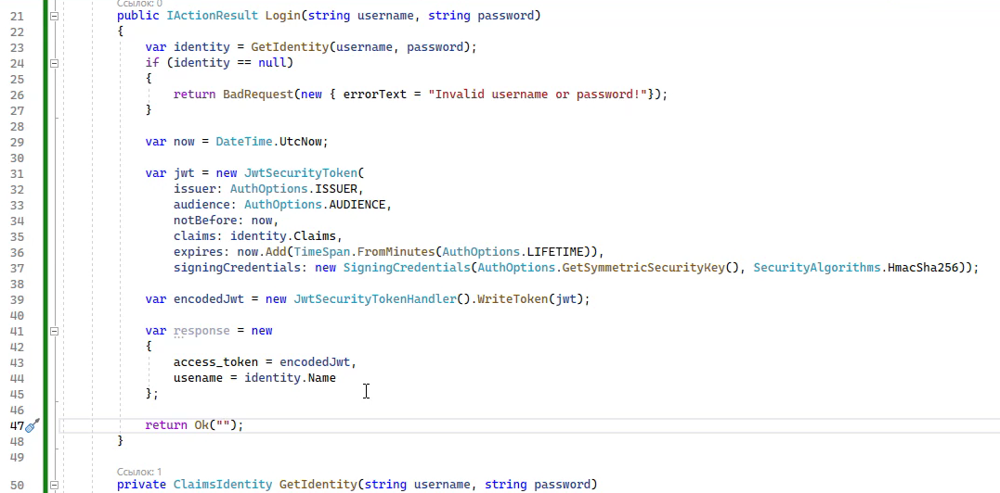 Ссылок: 0
21 public IActionResult Login(string username, string password)
22 {
23 var identity = GetIdentity(username, password);
24 if (identity == null)
25 {
26 return BadRequest(new { errorText = "Invalid username or password!"});
27 }
28
29 var now = DateTime.UtcNow;
30
31 var jwt = new JwtSecurityToken(
32 issuer: AuthOptions.ISSUER,
33 audience: AuthOptions.AUDIENCE,
34 notBefore: now,
35 claims: identity.Claims,
36 expires: now.Add(TimeSpan.FromMinutes(AuthOptions.LIFETIME)),
37 signingCredentials: new SigningCredentials(AuthOptions.GetSymmetricSecurityKey(), SecurityAlgorithms.HmacSha256));
38
39 var encodedJwt = new JwtSecurityTokenHandler().WriteToken(jwt);
40
41 var response = new
42 {
43 access_token = encodedJwt,
44 usename = identity.Name
45 };
46
47 return Ok("");
48 }
49
Ссылок: 1
50 private ClaimsIdentity GetIdentity(string username, string password)